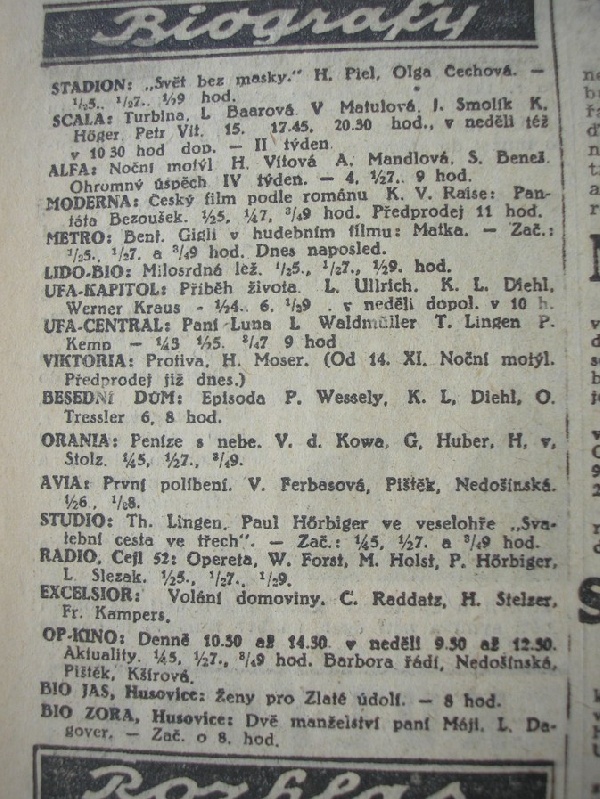 Biografy
STADION: „Svět bez masky." H. Piel, Olga Čechová. —
½5., ½7., ½9 hod.
SCALA: Turbina, L Baarová. V Matulová, J. Smolík K.
Höger, Petr Vit. 15. 17.45, 20.30 hod., v neděli též
v 10 30 hod dop. — II týden.
ALFA: Noční motýl H. Vítová A. Mandlová, S. Beneš.
Ohromný úspěch IV týden. — 4, ½7. 9 hod.
MODERNA: Český film podle románu K. V. Raise: Pan-
táta Bezoušek. ½5, ¼7, ¾9 hod. Předprodej 11 hod.
METRO: Benf. Gigli v hudebním filmu: Matka. — Zač.:
½5., ½7. a ¾9 hod. Dnes naposled.
LIDO-BIO: Milosrdná lež. ½5., ½7., ½9. hod.
UFA-KAPITOL: Příběh života. L. Ullrich. K. L. Diehl,
Werner Kraus - ½4.. 6. ½9 . v neděli dopol. v 10 h.
UFA-CENTRAL: Paní Luna L Waldmüller T. Lingen P.
Kemp — ¼3 ½5. ¾7 9 hod
VIKTORIA: Protiva, H. Moser. (Od 14. XI. Noční motýl.
Předprodej již dnes.)
BESEDNÍ DŮM: Episoda P. Wessely, K. L, Diehl, O.
Tressler 6, 8 hod.
ORANIA: Peníze s nebe. V. d. Kowa, G, Huber, H, v,
Stolz. ¼5, ½7., ¾9.
AVIA: První políbení. V. Ferbasová, Pištěk, Nedošínská.
½6, ½8.
STUDIO: Th. Lingen, Paul Hörbiger ve veselohře „Sva-
tební cesta ve třech". — Zač.: ¼5, ½7. a ¾9 hod.
RADIO, Cejl 52: Opereta, W. Forst, M. Holst, P. Hörbiger,
L. Slezak. ½5., ½7., ½9.
EXCELSIOR: Volání domoviny. C. Raddatz, H. Stelzer,
Fr. Kampers.
OP-KINO: Denně 10.30 až 14.30. v neděli 9.30 až 12.30.
Aktuality. ¼5, ½7., ¾9 hod. Barbora řádí, Nedošínská,
Pištěk, Kšírová.
BIO JAS, Husovice: Ženy pro Zlaté údolí. — 8 hod.
BIO ZORA, Husovice: Dvě manželství paní Máji, L. Da-
gover. — Zač. o 8. hod.
Rozhlas